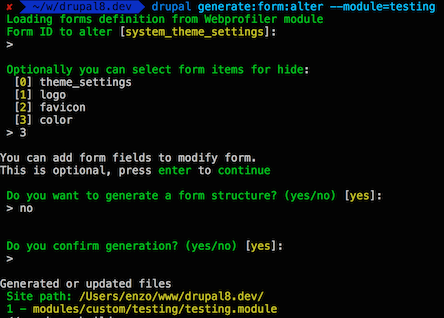 ✘ ~/w/drupal8.dev drupal generate:form:alter --module=testing
Loading forms definition from Webprofiler module
Form ID to alter [system_theme_settings]:
>
Optionally you can select form items for hide:
[0] theme_settings
[1] logo
[2] favicon
[3] color
> 3
You can add form fields to modify form.
This is optional, press enter to continue
Do you want to generate a form structure? (yes/no) [yes]:
> no
Do you confirm generation? (yes/no) [yes]:
>
Generated or updated files
Site path: /Users/enzo/www/drupal8.dev/
1 - modules/custom/testing/testing.module